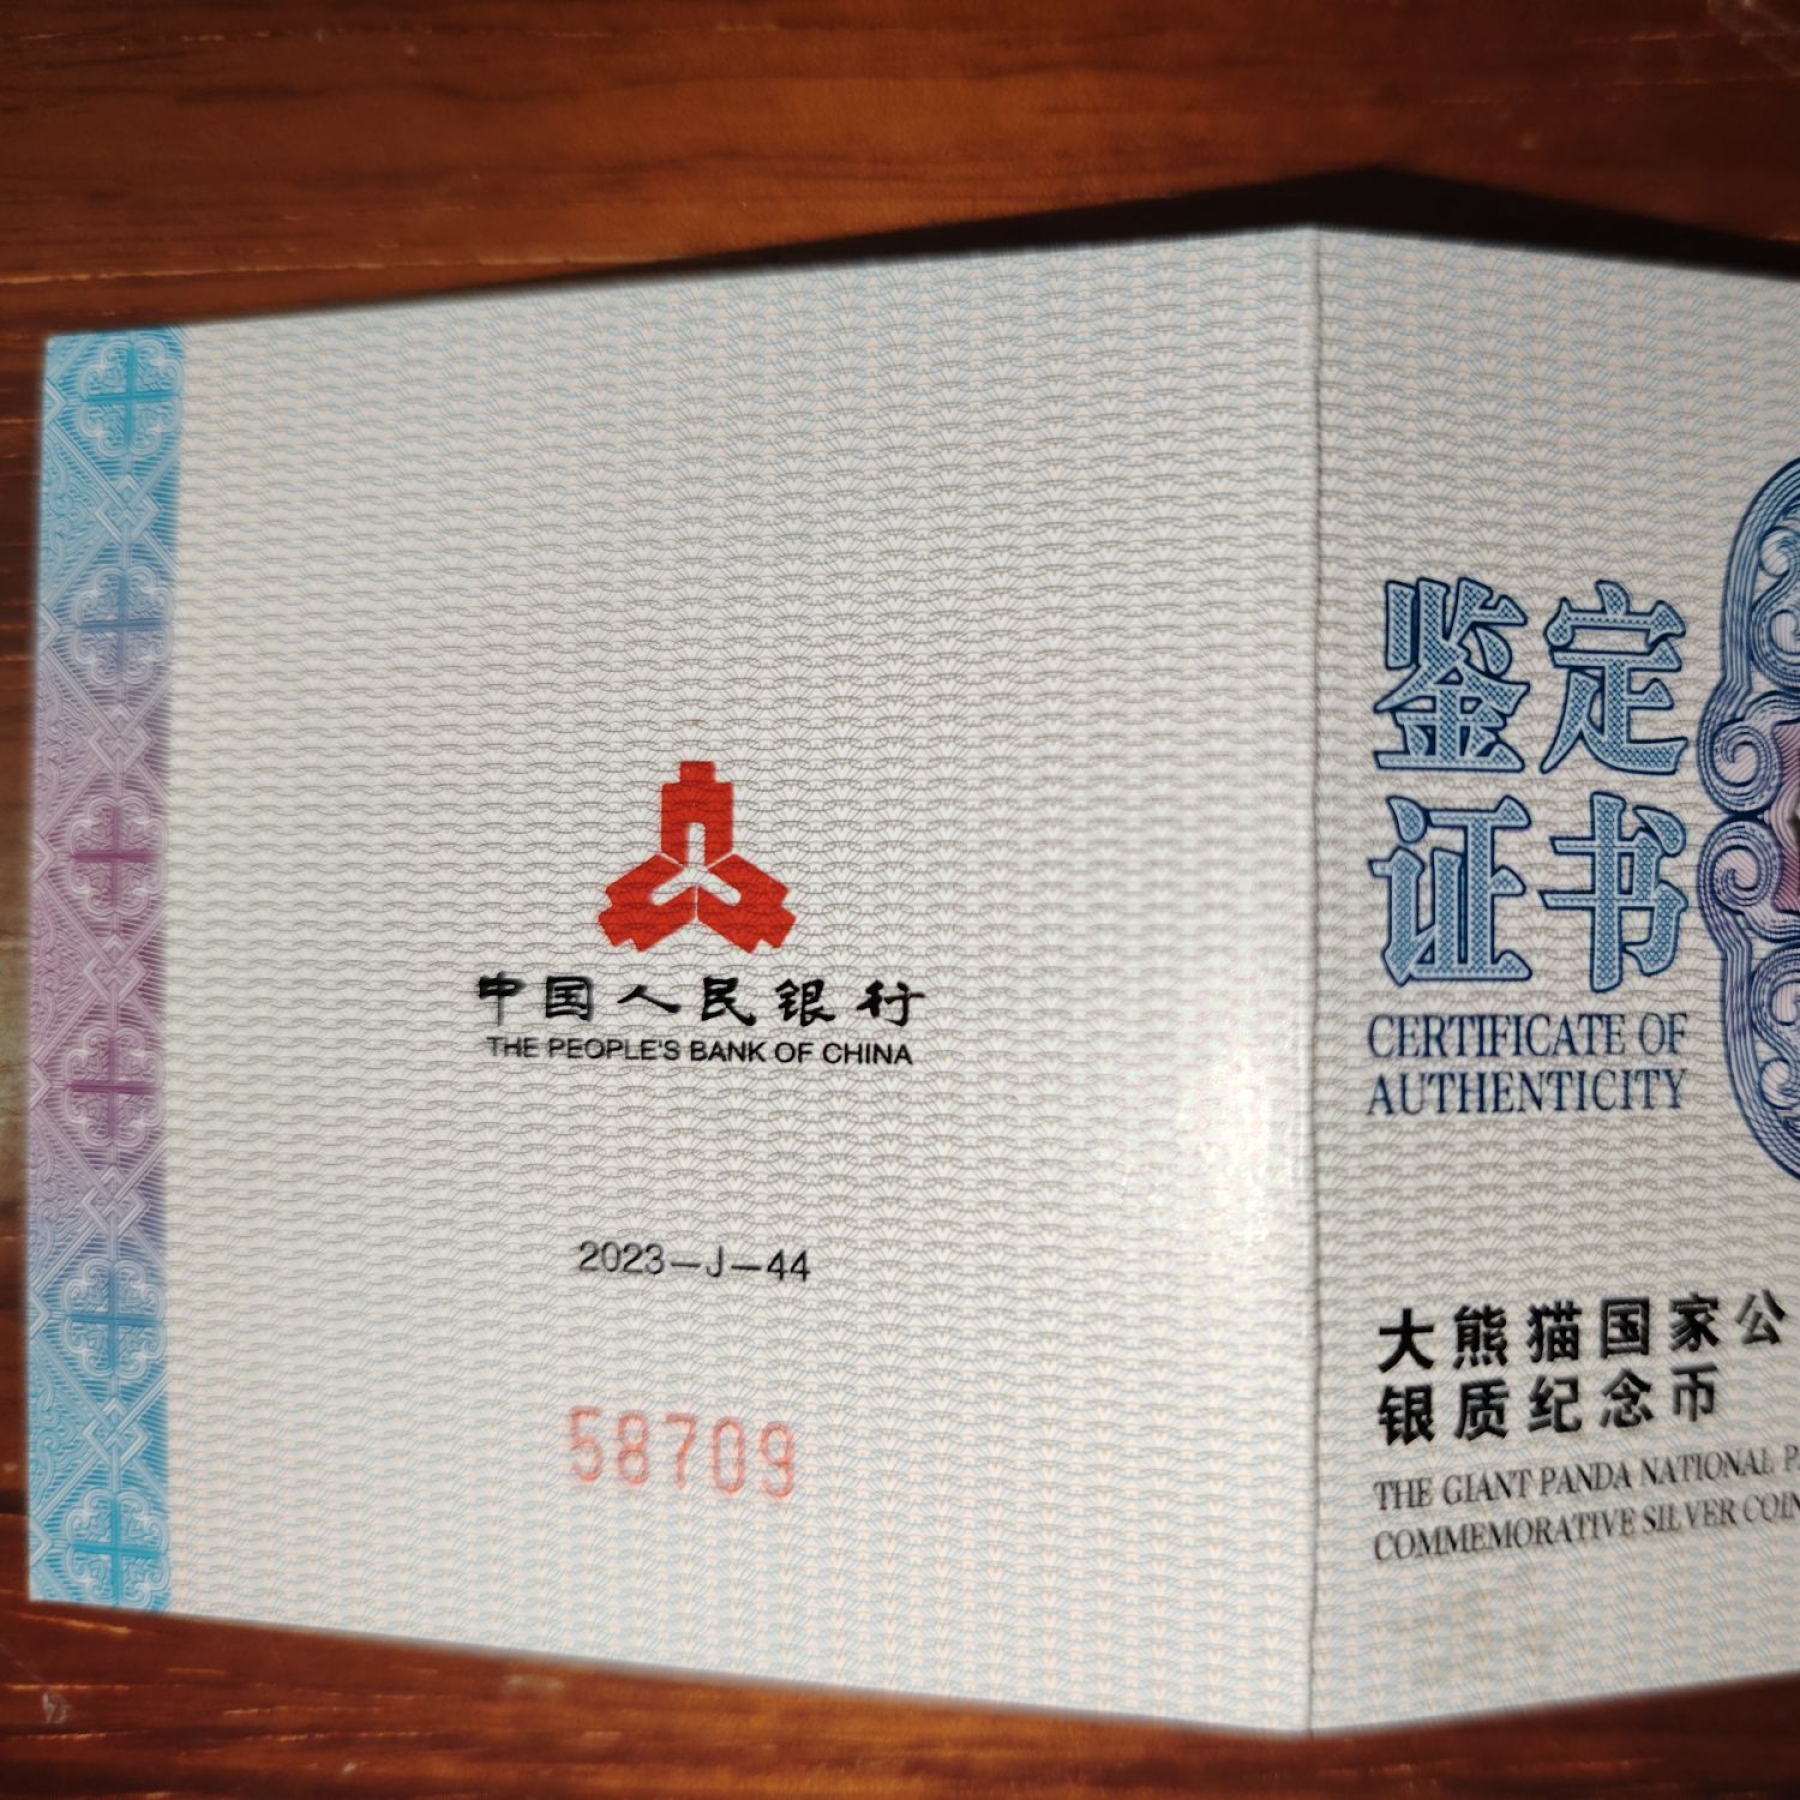 中国人民银行
THE PEOPLE'S BANK OF CHINA
2023-J-44
58709
鉴定
证书
CERTIFICATE OF
AUTHENTICITY
大熊猫国家公
银质纪念币
THE GIANT PANDA NATIONAL
COMMEMORATIVE SILVER COIN